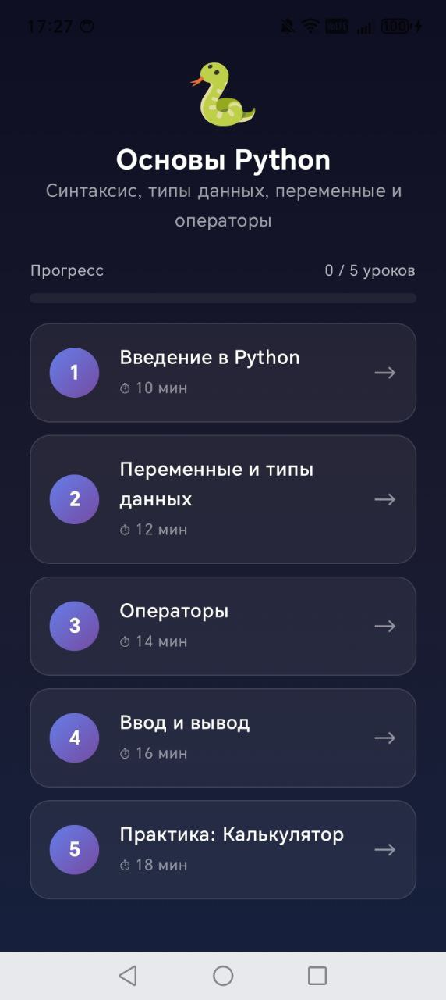 17:27
100
Основы Python
Синтаксис, типы данных, переменные и
операторы
Прогресс
0 / 5 уроков
1
Введение в Python
10 мин
2
Переменные и типы
данных
12 мин
3
Операторы
14 мин
4
Ввод и вывод
16 мин
5
Практика: Калькулятор
18 мин